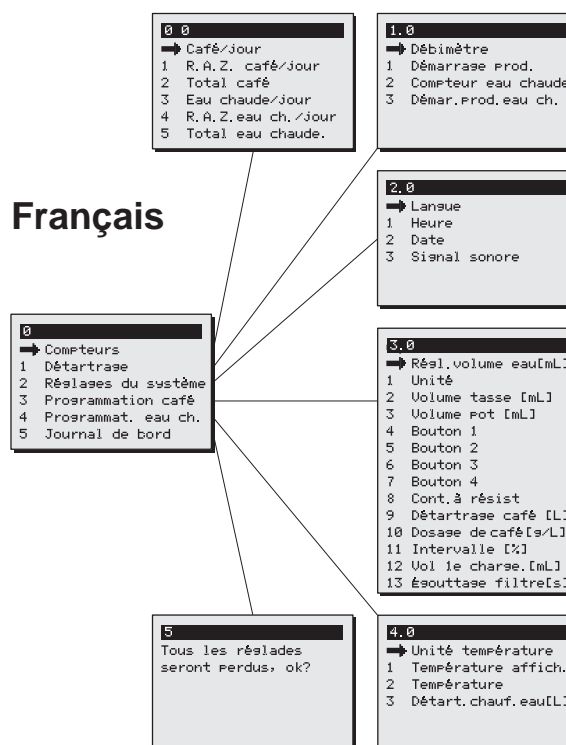 0 0
Café/jour
1 R.A.Z. café/jour
2 Total café
3 Eau chaude/jour
4 R.A.Z.eau ch./jour
5 Total eau chaude.
1.0
Débimètre
1 Démarrage prod.
2 Compteur eau chaude
3 Démar.prod.eau ch.
Français
2.0
Langue
1 Heure
2 Date
3 Signal sonore
0
Compteurs
1 Détartrage
2 Réglages du système
3 Programmation café
4 Programmat. eau ch.
5 Journal de bord
3.0
Régl.volume eau[mL]
1 Unité
2 Volume tasse [mL]
3 Volume pot [mL]
4 Bouton 1
5 Bouton 2
6 Bouton 3
7 Bouton 4
8 Cont.à résist
9 Détartrage café [L]
10 Dosage de café[g/L]
11 Intervalle [%]
12 Vol 1e charge.[mL]
13 Égouttage filtre[s]
5
Tous les réglades
seront perdus, ok?
4.0
Unité température
1 Température affich.
2 Température
3 Détart.chauf.eau[L]